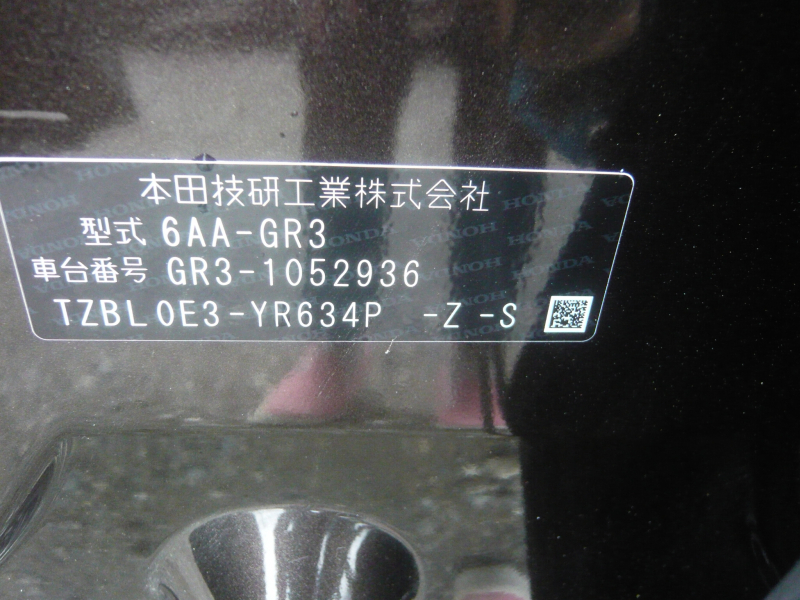 本田技研工業株式会社
型式 6AA-GR3
車台番号 GR3-1052936
TZBL0E3-YR634P -Z -S